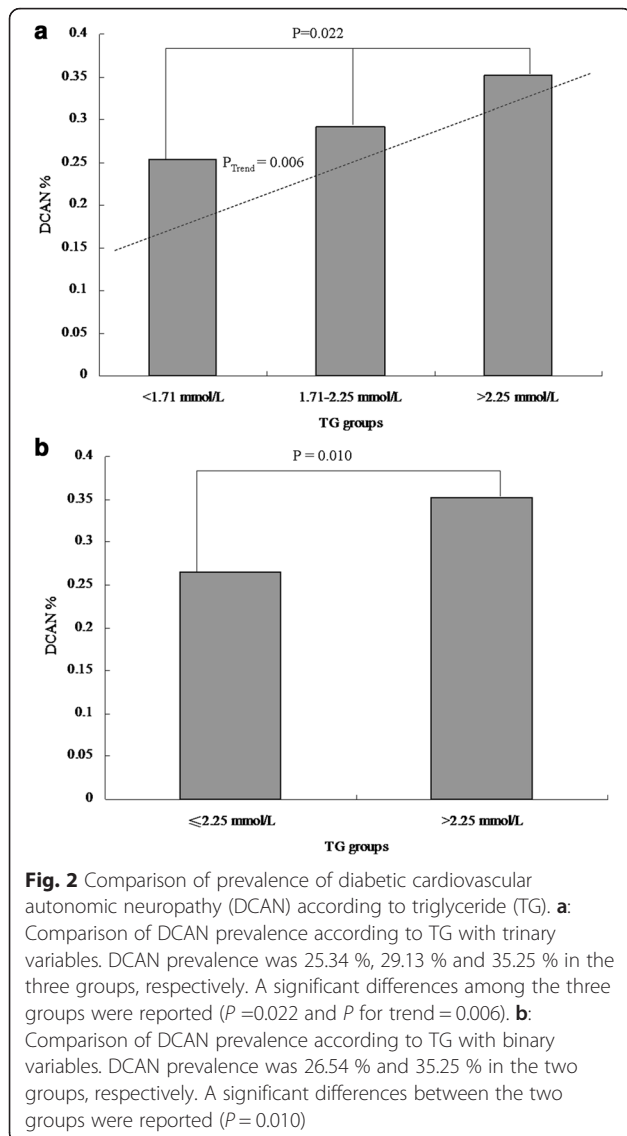 a
P=0.022
0.4
0.35
0.3
0.25
0.2
0.15
0.1
0.05
0
DCAN %
P_Trend = 0.006
<1.71 mmol/L 1.71-2.25 mmol/L >2.25 mmol/L
TG groups
b
P = 0.010
0.4
0.35
0.3
0.25
0.2
0.15
0.1
0.05
0
DCAN %
≤2.25 mmol/L >2.25 mmol/L
TG groups
Fig. 2 Comparison of prevalence of diabetic cardiovascular
autonomic neuropathy (DCAN) according to triglyceride (TG). a:
Comparison of DCAN prevalence according to TG with trinary
variables. DCAN prevalence was 25.34 %, 29.13 % and 35.25 % in the
three groups, respectively. A significant differences among the three
groups were reported (P =0.022 and P for trend = 0.006). b:
Comparison of DCAN prevalence according to TG with binary
variables. DCAN prevalence was 26.54 % and 35.25 % in the two
groups, respectively. A significant differences between the two
groups were reported (P = 0.010)